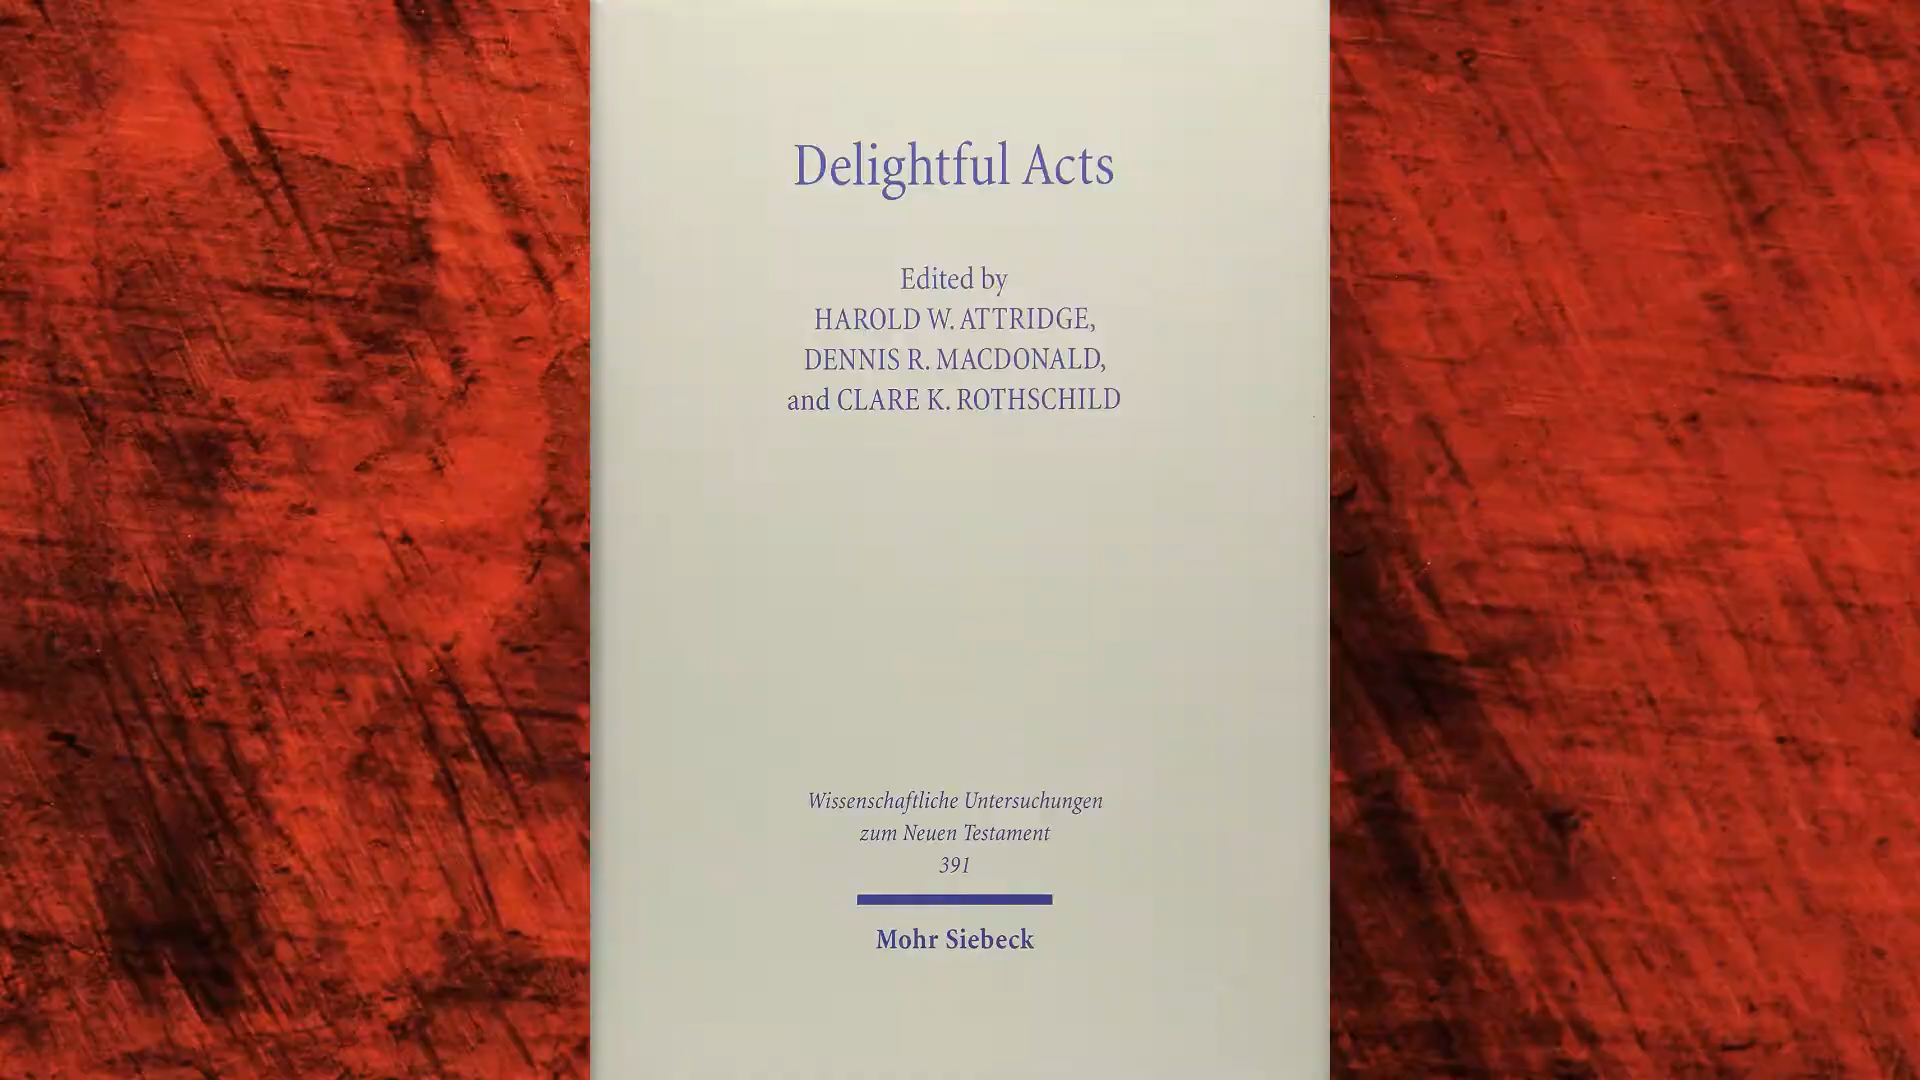 Delightful Acts
Edited by
HAROLD W. ATTRIDGE,
DENNIS R. MACDONALD,
and CLARE K. ROTHSCHILD
Wissenschaftliche Untersuchungen
zum Neuen Testament
391
Mohr Siebeck